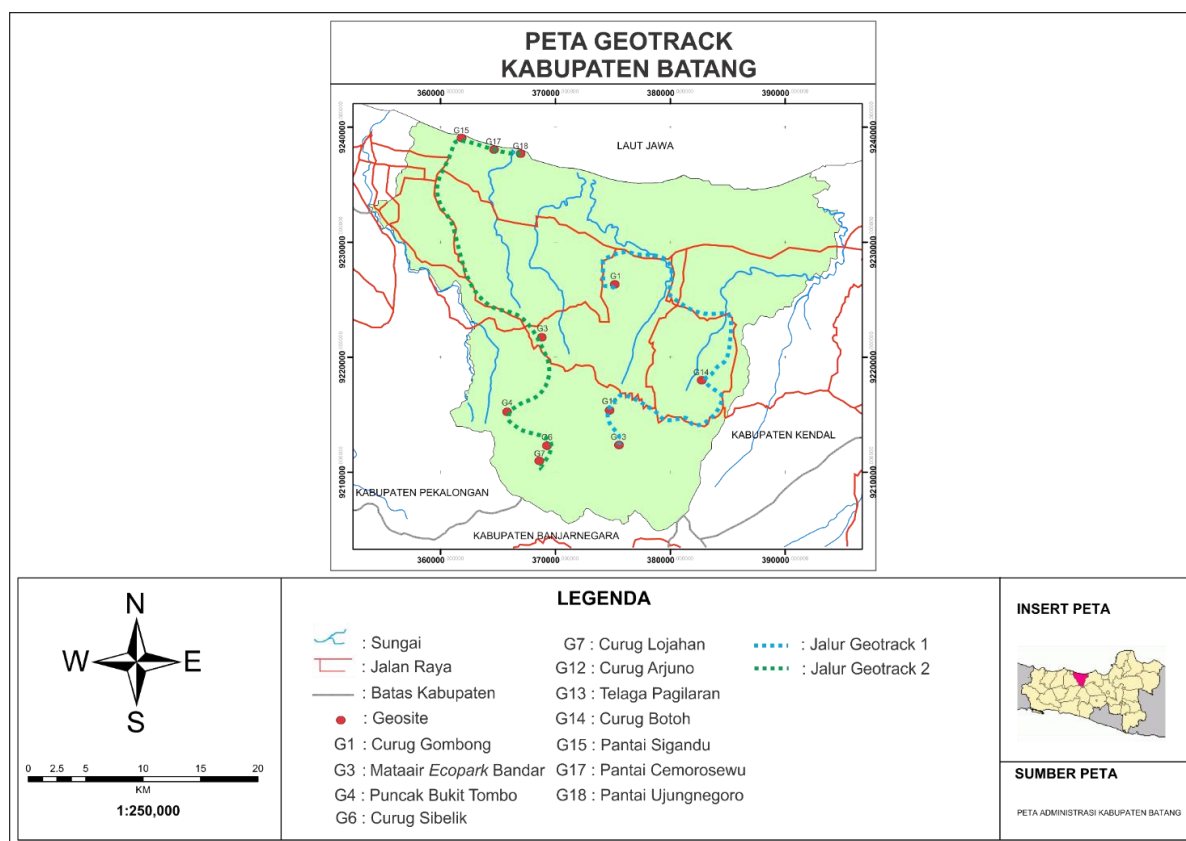 PETA GEOTRACK
KABUPATEN BATANG
360000 370000 380000 390000
9240000
9230000
9220000
9210000
9240000
9230000
9220000
9210000
G15
G17
G18
LAUT JAWA
G1
G3
G14
G4
G12
G6
G13
G7
KABUPATEN KENDAL
KABUPATEN PEKALONGAN
KABUPATEN BANJARNEGARA
360000 370000 380000 390000
N
W E
S
0 2.5 5 10 15 20
KM
1:250,000
LEGENDA
: Sungai
: Jalan Raya
: Batas Kabupaten
: Geosite
G1 : Curug Gombong
G3 : Mataair Ecopark Bandar
G4 : Puncak Bukit Tombo
G6 : Curug Sibelik
G7 : Curug Lojahan
G12 : Curug Arjuno
G13 : Telaga Pagilaran
G14 : Curug Botoh
G15 : Pantai Sigandu
G17 : Pantai Cemorosewu
G18 : Pantai Ujungnegoro
: Jalur Geotrack 1
: Jalur Geotrack 2
INSERT PETA
SUMBER PETA
PETA ADMINISTRASI KABUPATEN BATANG